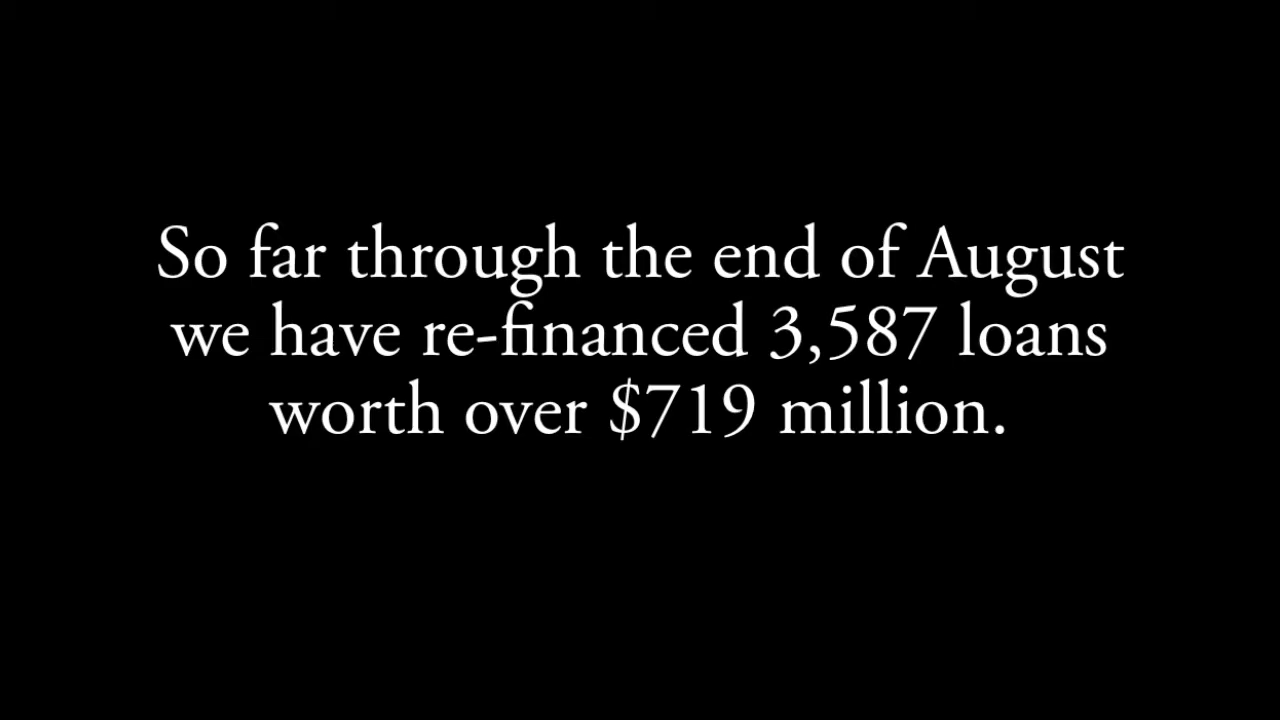 So far through the end of August
we have re-financed 3,587 loans
worth over $719 million.